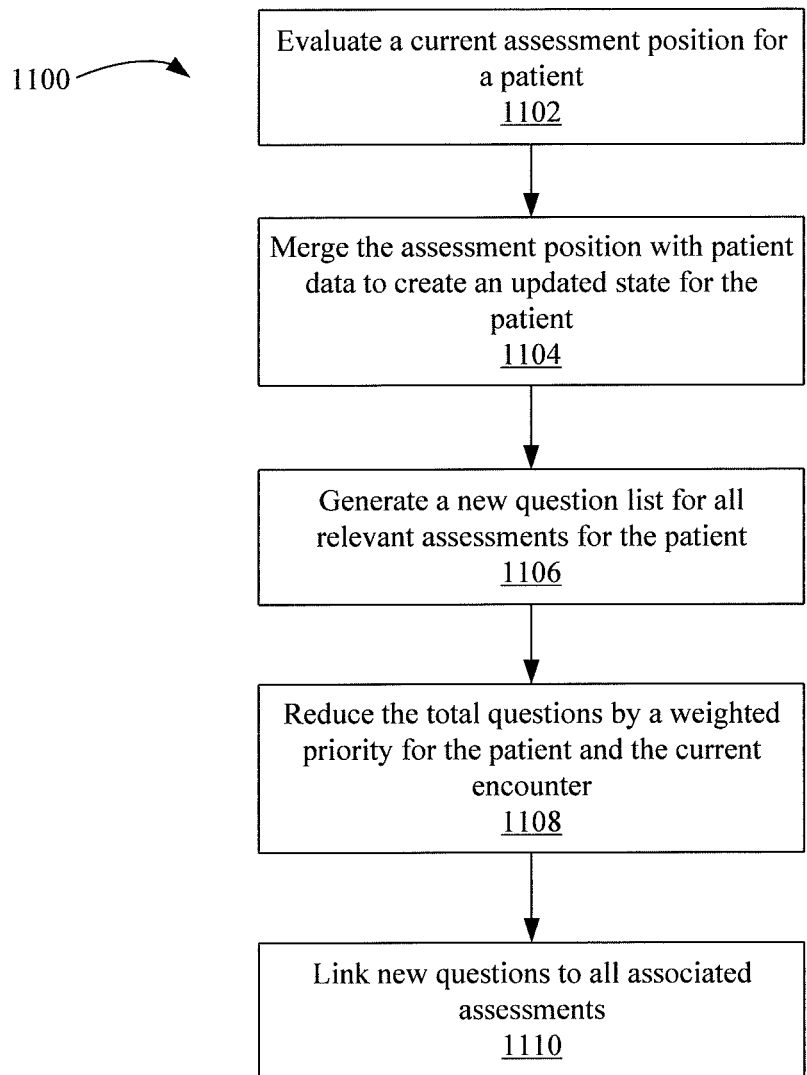 1100
Evaluate a current assessment position for
a patient
1102
Merge the assessment position with patient
data to create an updated state for the
patient
1104
Generate a new question list for all
relevant assessments for the patient
1106
Reduce the total questions by a weighted
priority for the patient and the current
encounter
1108
Link new questions to all associated
assessments
1110